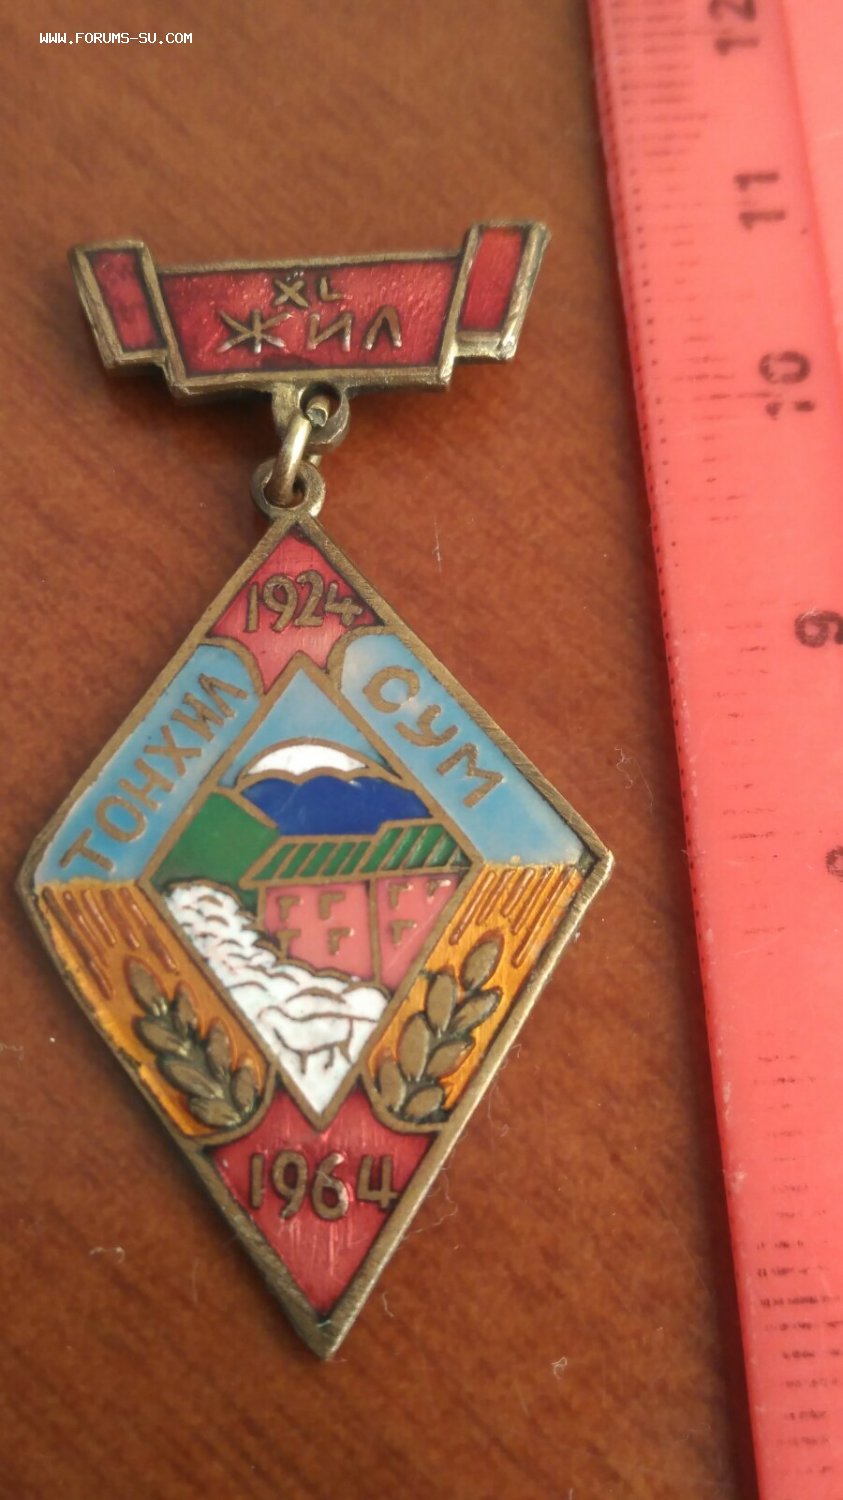 WWW.FORUMS-SU.COM
XL
ЖИЛ
1924
ТОНХИЛ
СУМ
1964
12
11
10
9